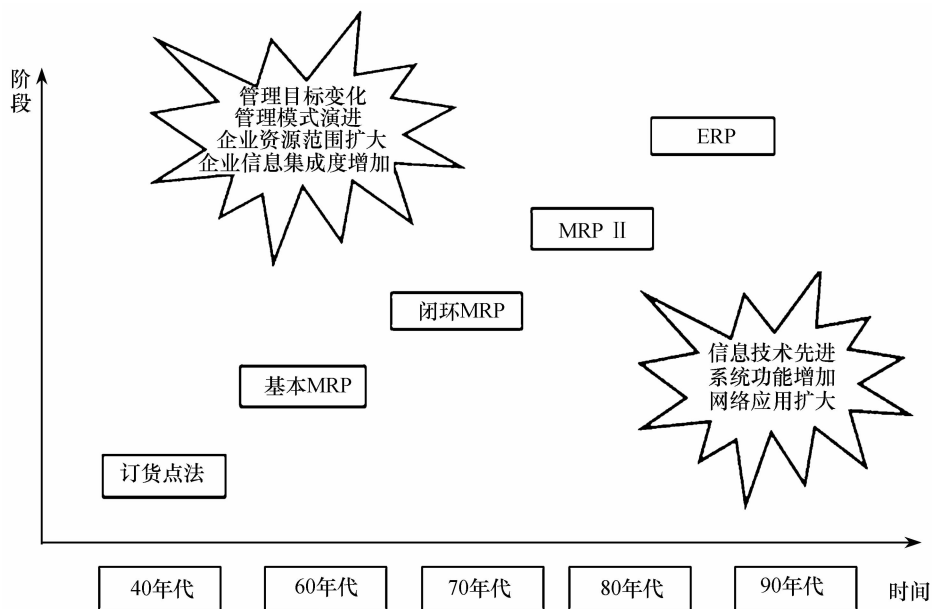 阶
段
管理目标变化
管理模式演进
企业资源范围扩大
企业信息集成度增加
ERP
MRP Ⅱ
闭环MRP
信息技术先进
系统功能增加
网络应用扩大
基本MRP
订货点法
40年代
60年代
70年代
80年代
90年代
时间